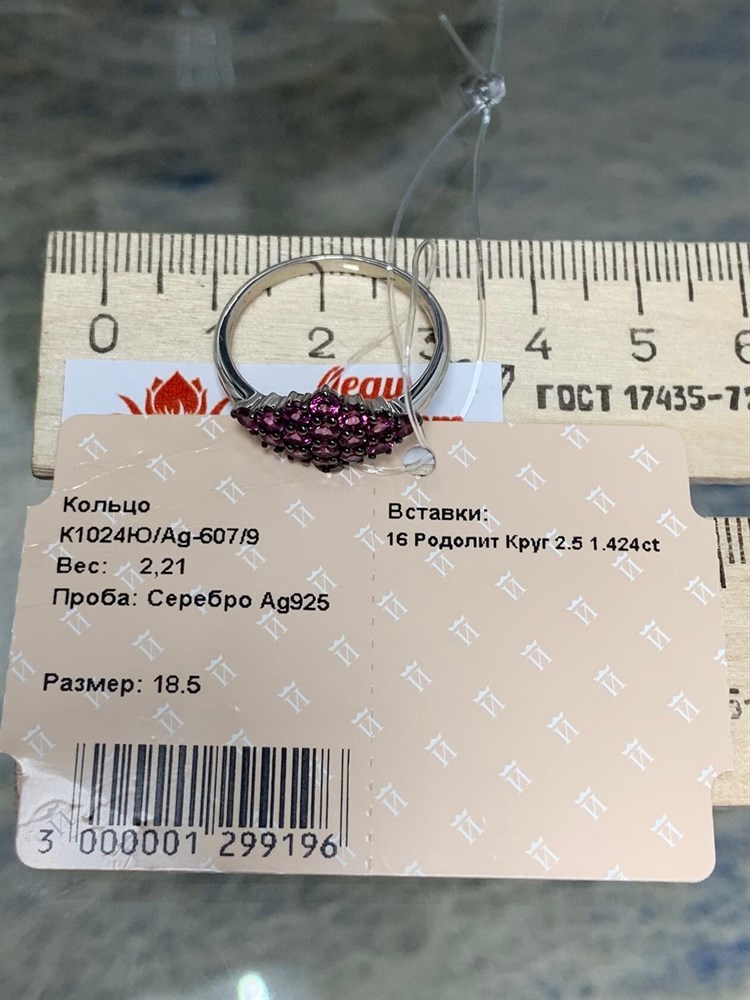 0 1 2 3 4 5 6
ГОСТ 17435-7
Кольцо
К1024Ю/Ag-607/9
Вес: 2,21
Проба: Серебро Ag925
Размер: 18.5
3 000001 299196
Вставки:
16 Родолит Круг 2.5 1.424ct